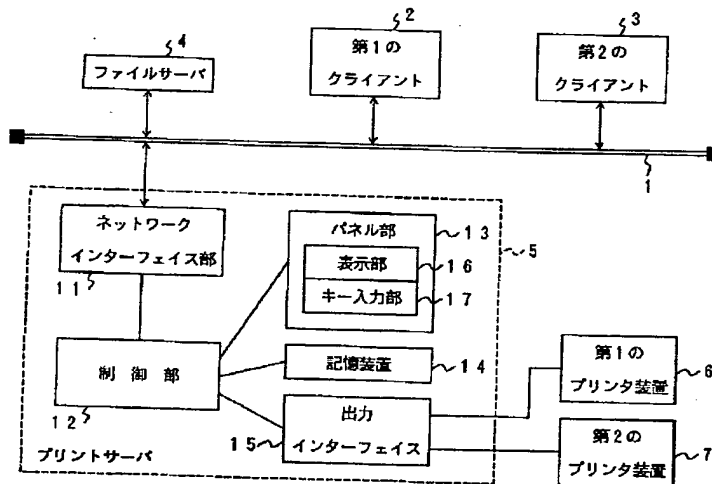 4
ファイルサーバ
2
第1の
クライアント
3
第2の
クライアント
1
ネットワーク
インターフェイス部
11
パネル部
13
表示部
16
キー入力部
17
5
制御部
12
記憶装置
14
出力
インターフェイス
15
プリントサーバ
第1の
プリンタ装置
6
第2の
プリンタ装置
7